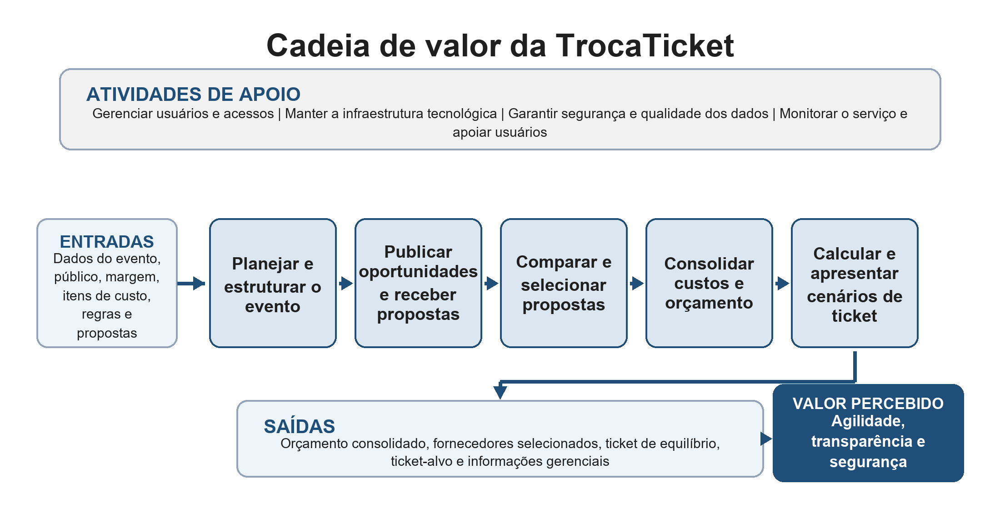 Cadeia de valor da TrocaTicket
ATIVIDADES DE APOIO
Gerenciar usuários e acessos | Manter a infraestrutura tecnológica | Garantir segurança e qualidade dos dados | Monitorar o serviço e
apoiar usuários
ENTRADAS
Dados do evento,
público, margem,
itens de custo,
regras e
propostas
Planejar e
estruturar o
evento
Publicar
oportunidades
e receber
propostas
Comparar e
selecionar
propostas
Consolidar
custos e
orçamento
Calcular e
apresentar
cenários de
ticket
SAÍDAS
Orçamento consolidado, fornecedores selecionados, ticket de equilíbrio,
ticket-alvo e informações gerenciais
VALOR PERCEBIDO
Agilidade,
transparência e
segurança